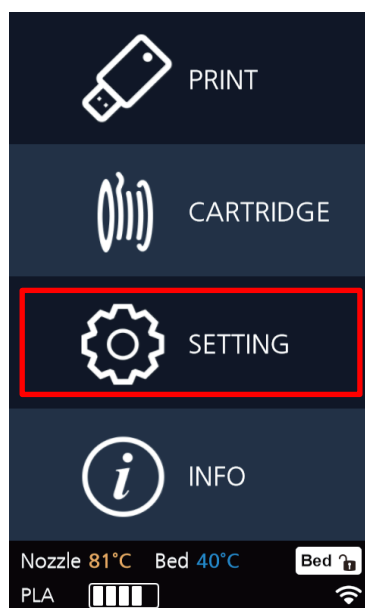 PRINT
CARTRIDGE
SETTING
INFO
Nozzle 81°C Bed 40°C Bed
PLA